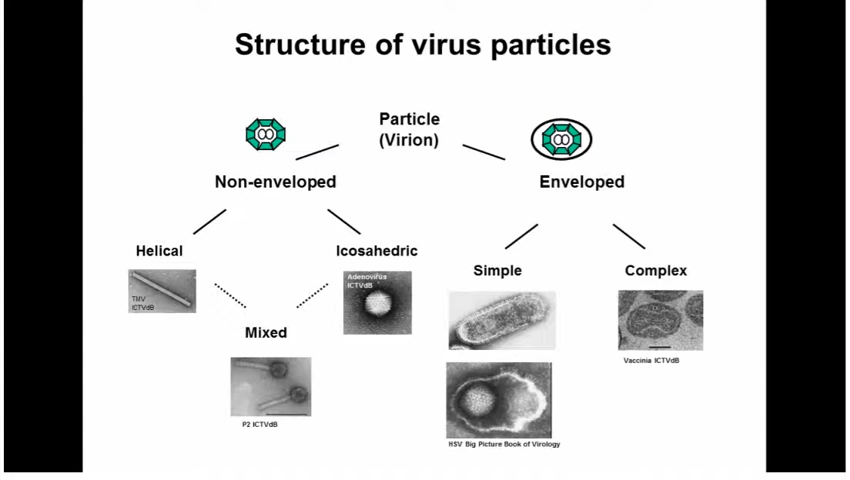 Structure of virus particles
Particle
(Virion)
Non-enveloped
Enveloped
Helical
Icosahedric
Simple
Complex
TMV
ICTVdB
Adenovirus
ICTVdB
Mixed
Vaccinia ICTVdB
P2 ICTVdB
HSV Big Picture Book of Virology